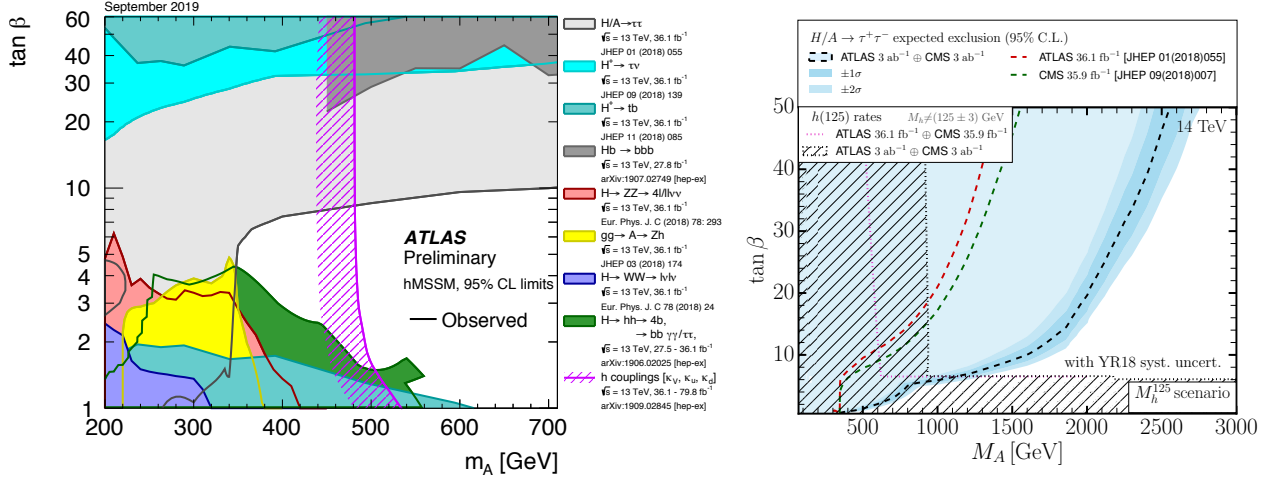 September 2019
tan β
60
40
30
20
10
5
4
3
2
1
200
300
400
500
600
700
m_A [GeV]
ATLAS
Preliminary
hMSSM, 95% CL limits
— Observed
H/A→ττ
√s = 13 TeV, 36.1 fb⁻¹
JHEP 01 (2018) 055
H⁺→ τν
√s = 13 TeV, 36.1 fb⁻¹
JHEP 09 (2018) 139
H⁺→ tb
√s = 13 TeV, 36.1 fb⁻¹
JHEP 11 (2018) 085
Hb → bbb
√s = 13 TeV, 27.8 fb⁻¹
arXiv:1907.02749 [hep-ex]
H→ ZZ→ 4l/llνν
√s = 13 TeV, 36.1 fb⁻¹
Eur. Phys. J. C (2018) 78: 293
gg→ A→ Zh
√s = 13 TeV, 36.1 fb⁻¹
JHEP 03 (2018) 174
H→ WW→ lνlν
√s = 13 TeV, 36.1 fb⁻¹
Eur. Phys. J. C 78 (2018) 24
H→ hh→ 4b,
→ bb γγ/ττ,
√s = 13 TeV, 27.5 - 36.1 fb⁻¹
arXiv:1906.02025 [hep-ex]
h couplings [κ_V, κ_u, κ_d]
√s = 13 TeV, 36.1 - 79.8 fb⁻¹
arXiv:1909.02845 [hep-ex]
H/A → τ⁺τ⁻ expected exclusion (95% C.L.)
ATLAS 3 ab⁻¹ ⊕ CMS 3 ab⁻¹
±1σ
±2σ
ATLAS 36.1 fb⁻¹ [JHEP 01(2018)055]
CMS 35.9 fb⁻¹ [JHEP 09(2018)007]
h(125) rates M_h≠(125 ± 3) GeV
ATLAS 36.1 fb⁻¹ ⊕ CMS 35.9 fb⁻¹
ATLAS 3 ab⁻¹ ⊕ CMS 3 ab⁻¹
14 TeV
tan β
50
40
30
20
10
with YR18 syst. uncert.
M_h¹²⁵ scenario
500
1000
1500
2000
2500
3000
M_A [GeV]